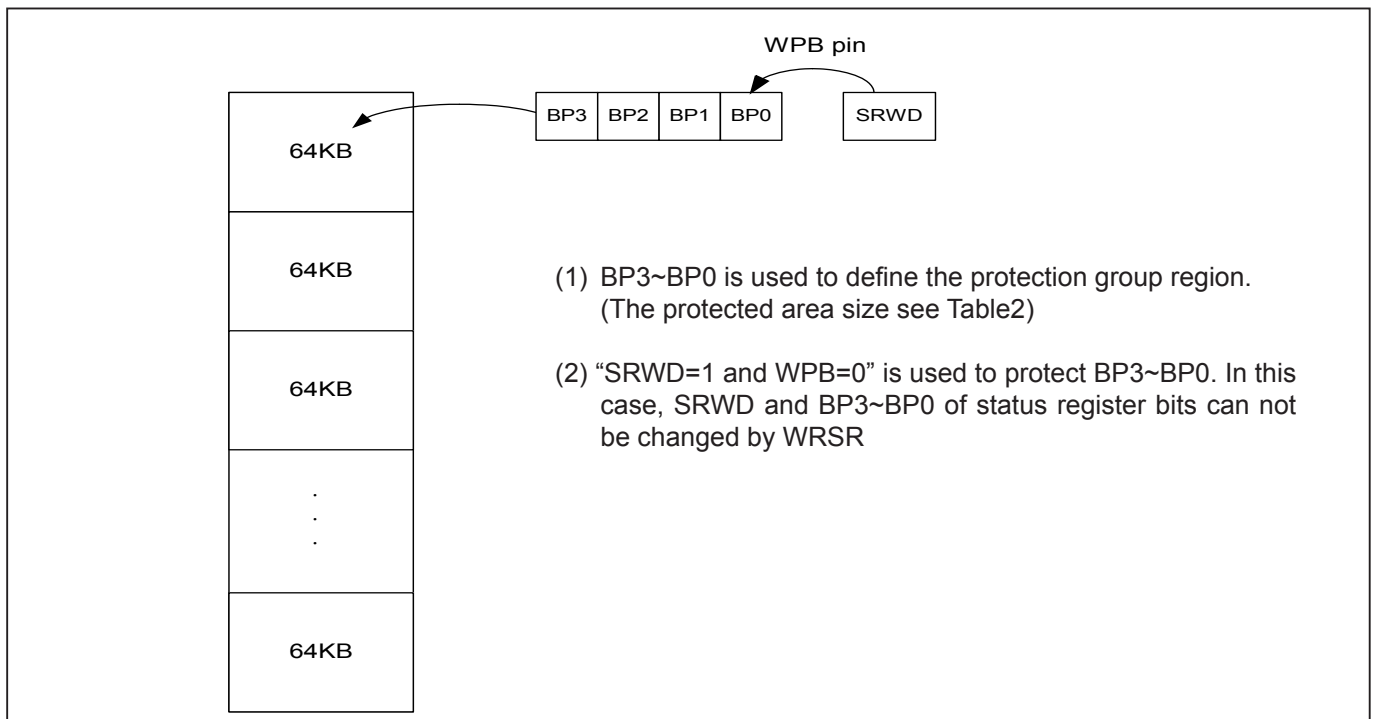 WPB pin
BP3 BP2 BP1 BP0 SRWD
64KB
64KB
(1) BP3~BP0 is used to define the protection group region.
(The protected area size see Table2)
64KB
(2) “SRWD=1 and WPB=0” is used to protect BP3~BP0. In this
case, SRWD and BP3~BP0 of status register bits can not
be changed by WRSR
.
.
.
64KB